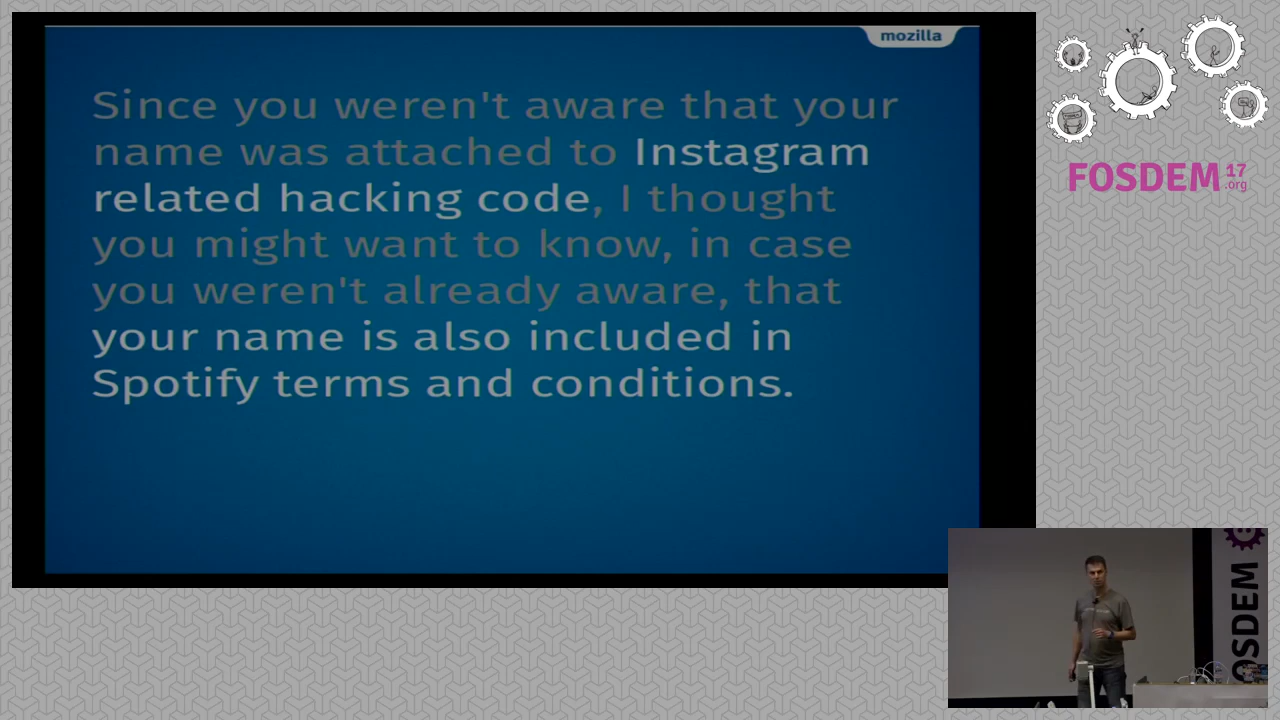 mozilla
Since you weren't aware that your
name was attached to Instagram
related hacking code, I thought
you might want to know, in case
you weren't already aware, that
your name is also included in
Spotify terms and conditions.
FOSDEM 17
.org
OSDEM